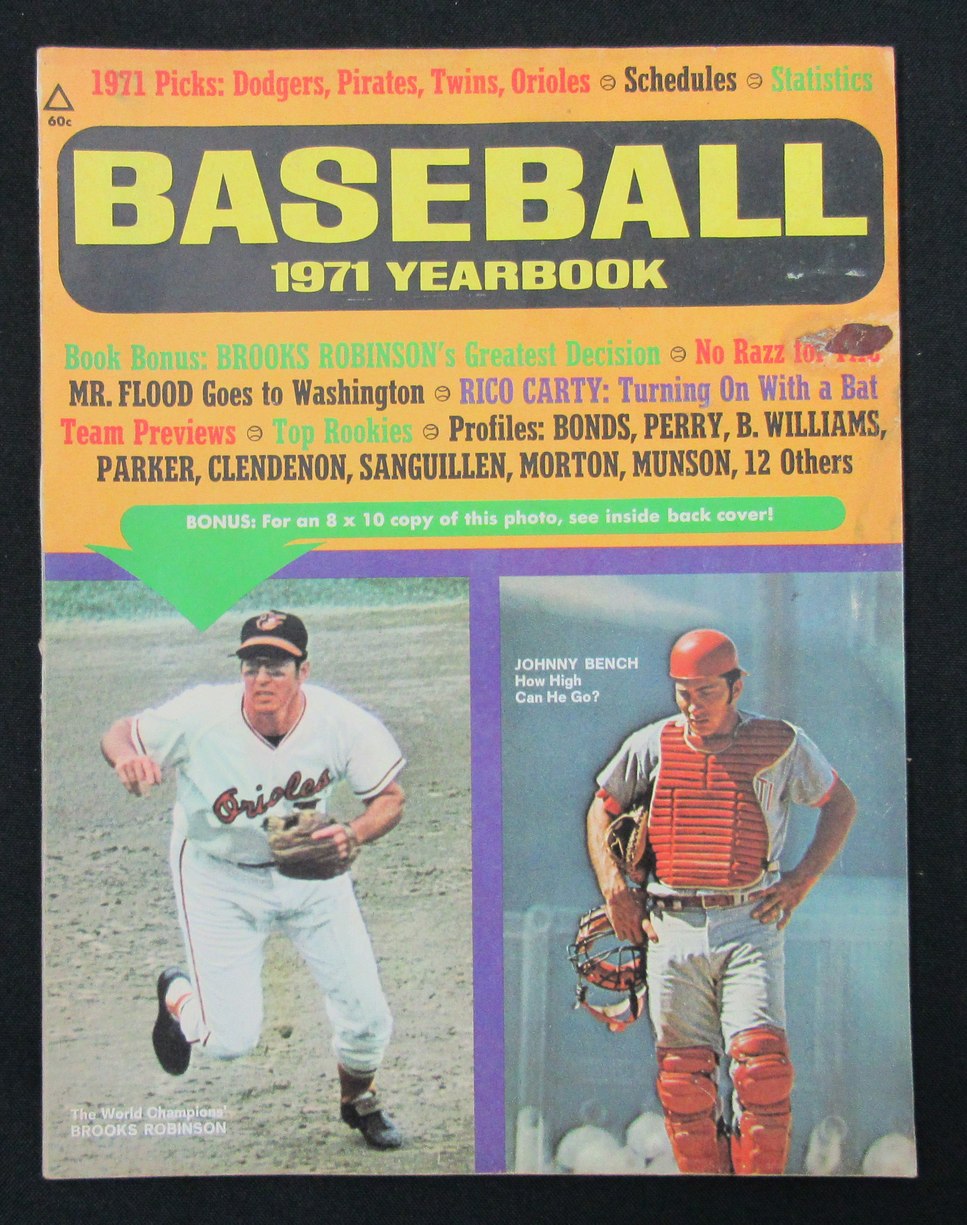 1971 Picks: Dodgers, Pirates, Twins, Orioles Schedules Statistics
60c
BASEBALL
1971 YEARBOOK
Book Bonus: BROOKS ROBINSON's Greatest Decision No Razz for
MR. FLOOD Goes to Washington RICO CARTY: Turning On With a Bat
Team Previews Top Rookies Profiles: BONDS, PERRY, B. WILLIAMS,
PARKER, CLENDENON, SANGUILLEN, MORTON, MUNSON, 12 Others
BONUS: For an 8 x 10 copy of this photo, see inside back cover!
JOHNNY BENCH
How High
Can He Go?
Orioles
The World Champions'
BROOKS ROBINSON